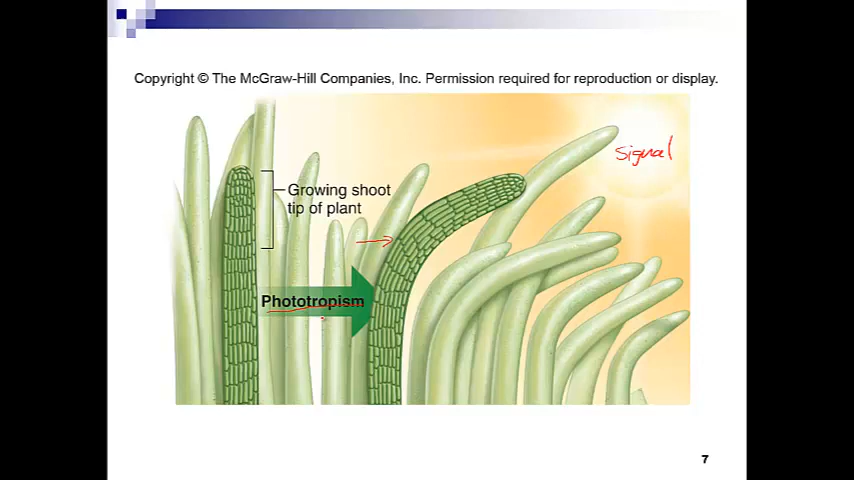 Copyright © The McGraw-Hill Companies, Inc. Permission required for reproduction or display.
Signal
Growing shoot
tip of plant
Phototropism
7